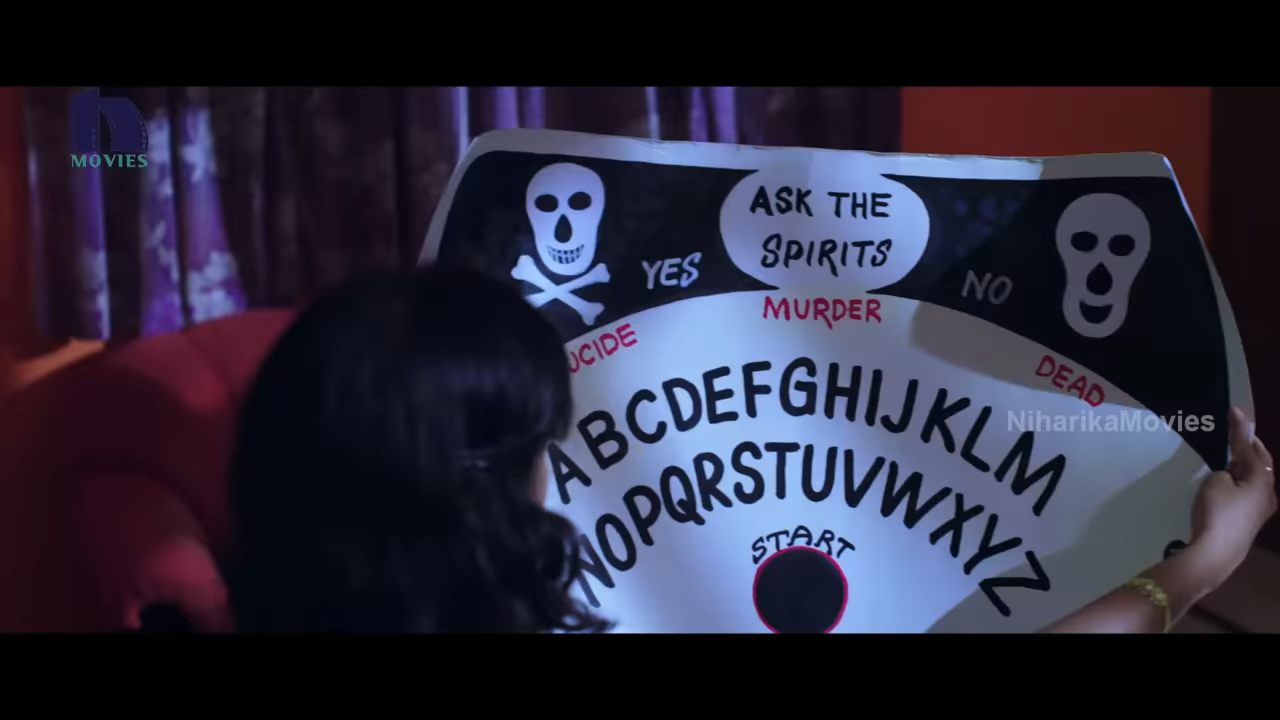 MOVIES
ASK THE
SPIRITS
YES
NO
MURDER
UCIDE
DEAD
NiharikaMovies
ABCDEFGHIJKLM
NOPQRSTUVWXYZ
START